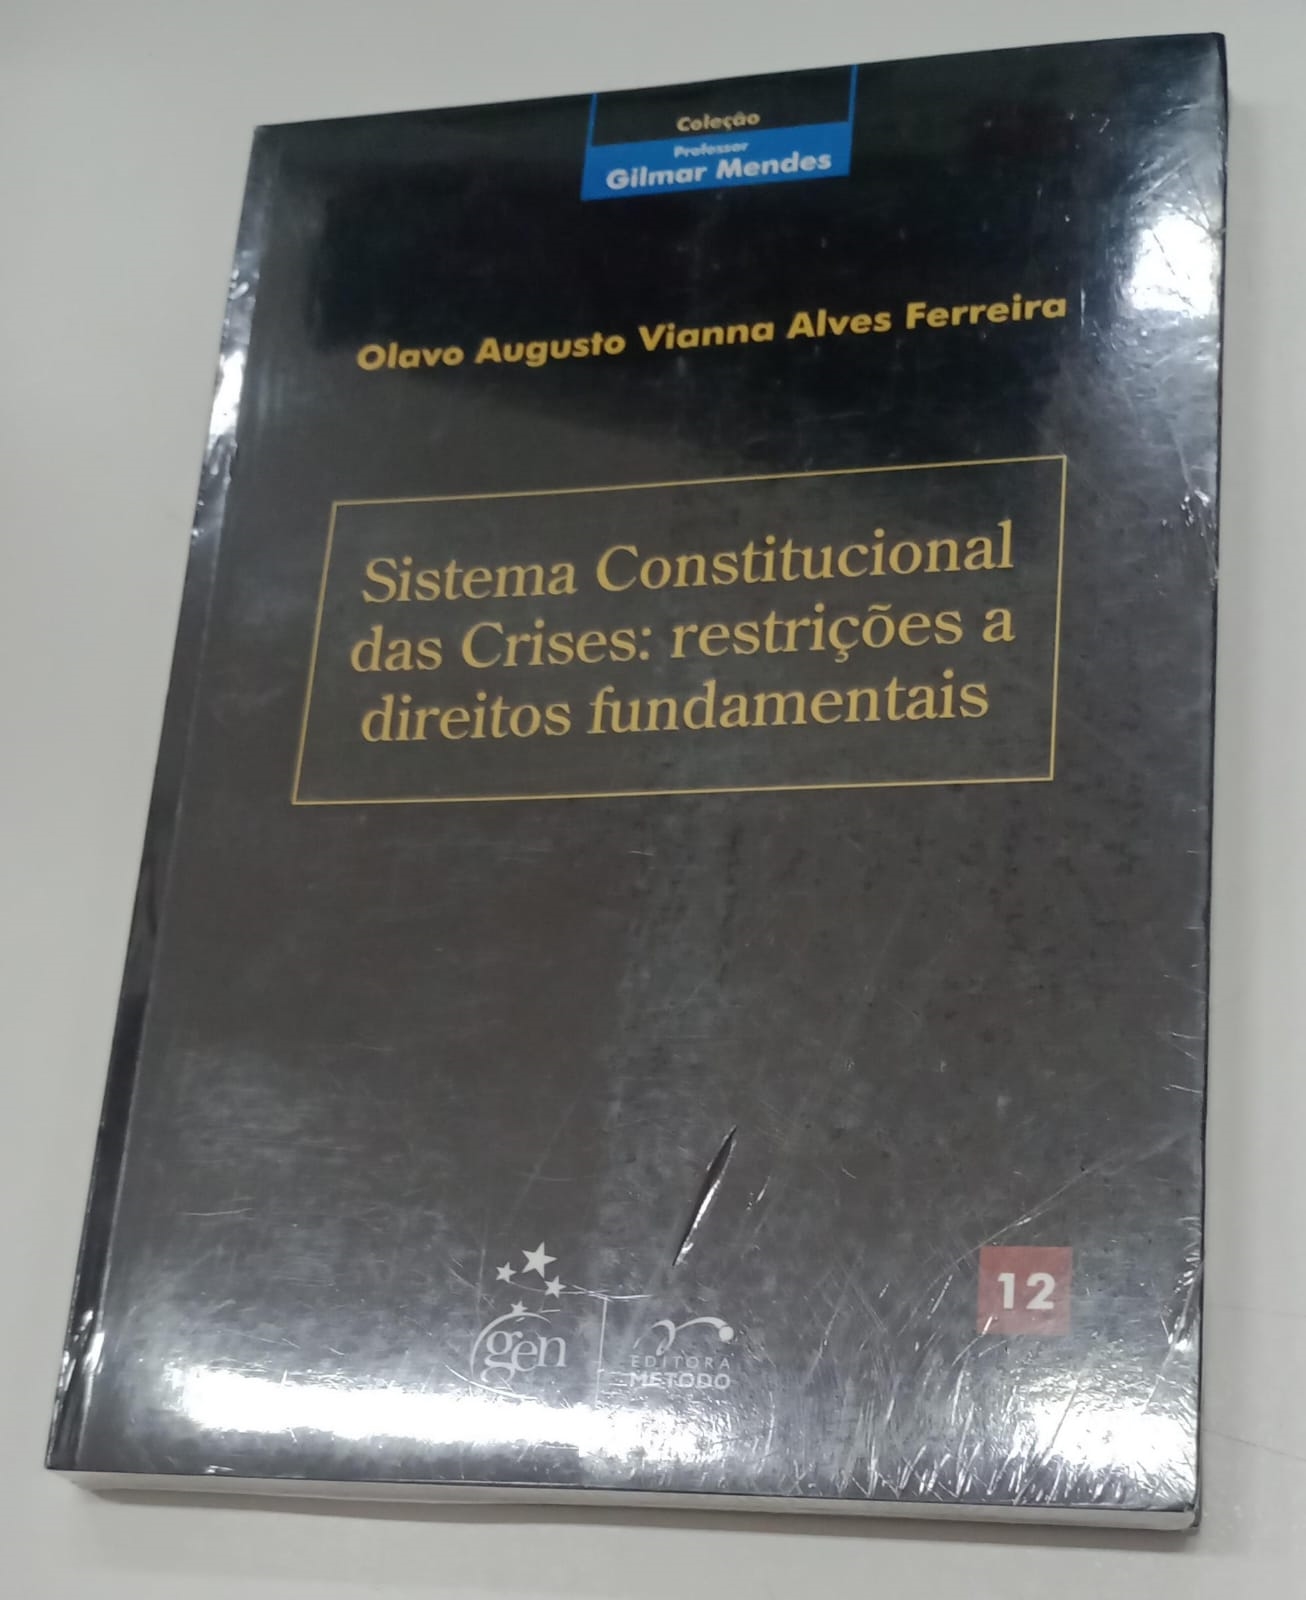 Coleção
Professor
Gilmar Mendes
Olavo Augusto Vianna Alves Ferreira
Sistema Constitucional
das Crises: restrições a
direitos fundamentais
12
gen
EDITORA
METODO